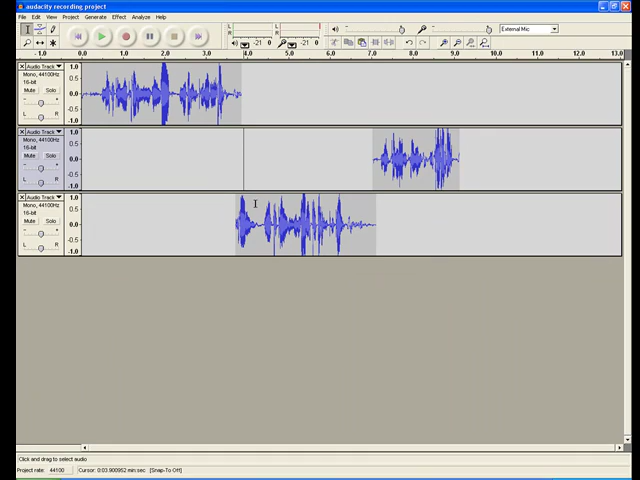 audacity recording project
File Edit View Project Generate Effect Analyze Help
L R -21 0 L R -21 0 External Mic
- 1,0 0,0 1,0 2,0 3,0 4,0 5,0 6,0 7,0 8,0 9,0 10,0 11,0 12,0 13,0
Audio Track 1.0
Mono, 44100Hz
16-bit 0.5
Mute Solo 0.0
- +
-0.5
L R
-1.0
Audio Track 1.0
Mono, 44100Hz
16-bit 0.5
Mute Solo 0.0
- +
-0.5
L R
-1.0
Audio Track 1.0
Mono, 44100Hz
16-bit 0.5
Mute Solo 0.0
- +
-0.5
L R
-1.0
Click and drag to select audio
Project rate: 44100 Cursor: 0:03.900952 min:sec [Snap-To Off]